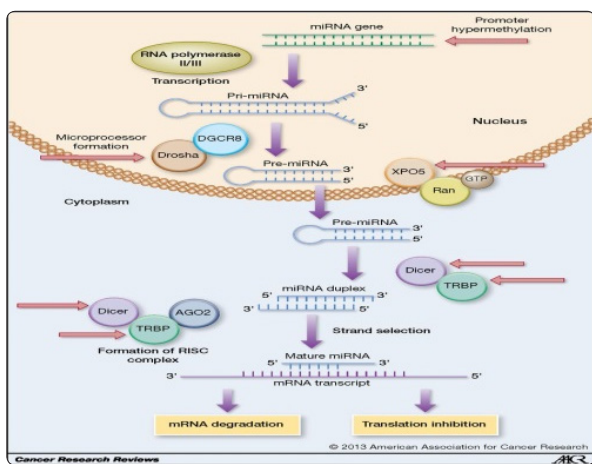 miRNA gene
Promoter
hypermethylation
RNA polymerase
II/III
Transcription
3'
Pri-miRNA
5'
Nucleus
Microprocessor
formation
DGCR8
Drosha
Pre-miRNA
3'
5'
XPO5
Ran
GTP
Cytoplasm
Pre-miRNA
3'
5'
Dicer
TRBP
miRNA duplex
5'
3'
3'
5'
Dicer
TRBP
AGO2
Formation of RISC
complex
Strand selection
Mature miRNA
5'
3'
3'
5'
mRNA transcript
mRNA degradation
Translation inhibition
© 2013 American Association for Cancer Research
Cancer Research Reviews
AACR